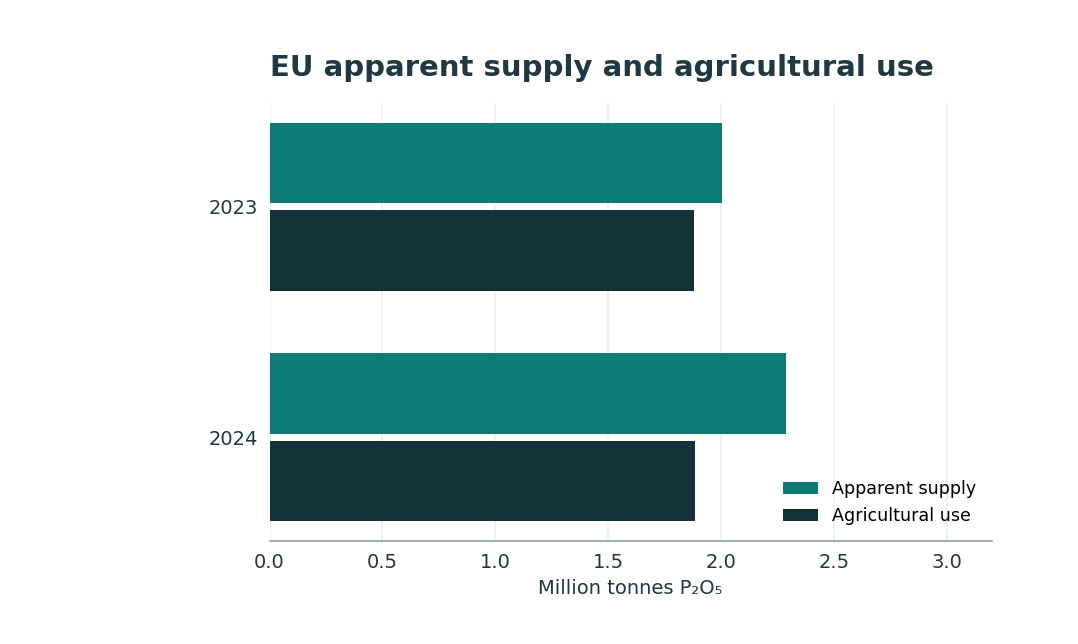 EU apparent supply and agricultural use
2023
2024
Apparent supply
Agricultural use
0.0 0.5 1.0 1.5 2.0 2.5 3.0
Million tonnes P₂O₅